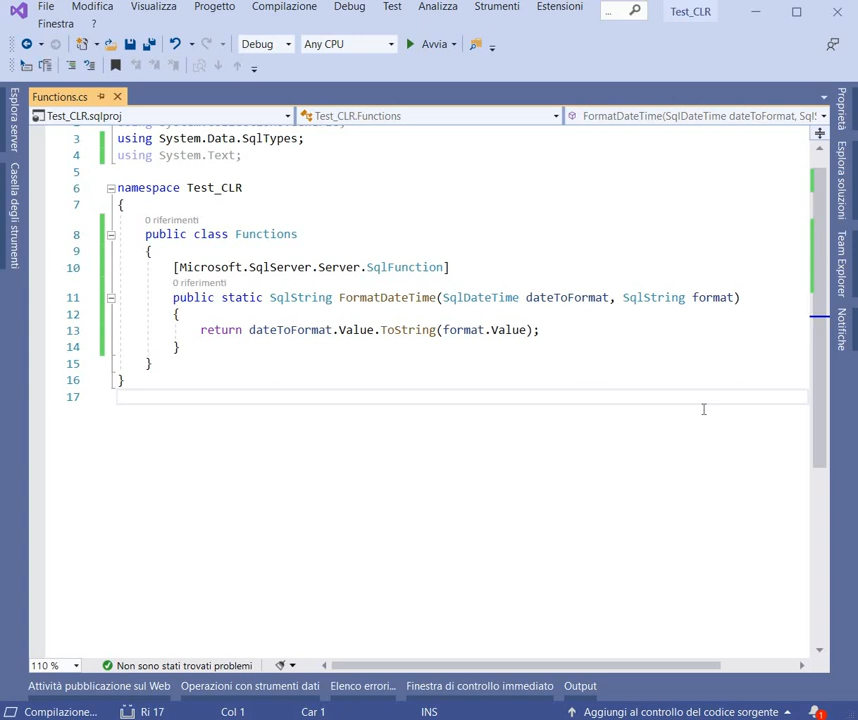 File Modifica Visualizza Progetto Compilazione Debug Test Analizza Strumenti Estensioni ... Test_CLR
Finestra ?
Debug Any CPU Avvia
Functions.cs
Test_CLR.sqlproj Test_CLR.Functions FormatDateTime(SqlDateTime dateToFormat, Sql
3 using System.Data.SqlTypes;
4 using System.Text;
5
6 namespace Test_CLR
7 {
0 riferimenti
8 public class Functions
9 {
10 [Microsoft.SqlServer.Server.SqlFunction]
0 riferimenti
11 public static SqlString FormatDateTime(SqlDateTime dateToFormat, SqlString format)
12 {
13 return dateToFormat.Value.ToString(format.Value);
14 }
15 }
16 }
17
Esplora server
Casella degli strumenti
Proprietà
Esplora soluzioni
Team Explorer
Notifiche
110 % Non sono stati trovati problemi
Attività pubblicazione sul Web Operazioni con strumenti dati Elenco errori... Finestra di controllo immediato Output
Compilazione... Ri 17 Col 1 Car 1 INS Aggiungi al controllo del codice sorgente 1